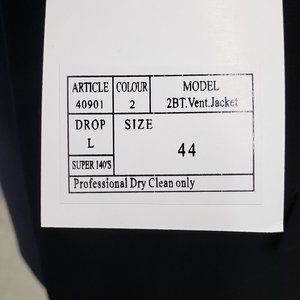 ARTICLE COLOUR MODEL
40901 2 2BT.Vent.Jacket
DROP SIZE
L 44
SUPER 140'S
Professional Dry Clean only